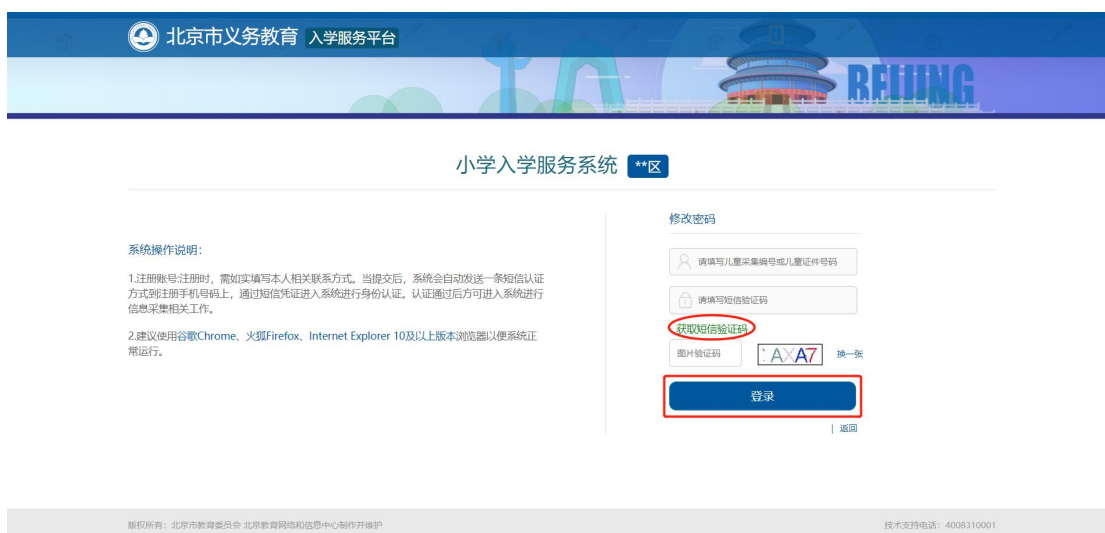 北京市义务教育 入学服务平台
BEIJING
小学入学服务系统 **区
系统操作说明：
1.注册账号:注册时，需如实填写本人相关联系方式。当提交后，系统会自动发送一条短信认证
方式到注册手机号码上，通过短信凭证进入系统进行身份认证。认证通过后方可进入系统进行
信息采集相关工作。
2.建议使用谷歌Chrome、火狐Firefox、Internet Explorer 10及以上版本浏览器以便系统正
常运行。
修改密码
请填写儿童采集编号或儿童证件号码
请填写短信验证码
获取短信验证码
图片验证码 AXA7 换一张
登录
| 返回
版权所有：北京市教育委员会 北京教育网络和信息中心制作并维护
技术支持电话：4008310001